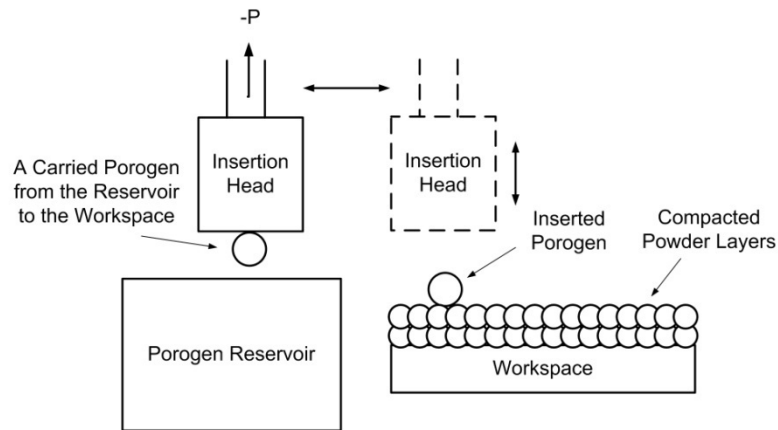 -P
Insertion
Head
Insertion
Head
A Carried Porogen
from the Reservoir
to the Workspace
Inserted
Porogen
Compacted
Powder Layers
Porogen Reservoir
Workspace